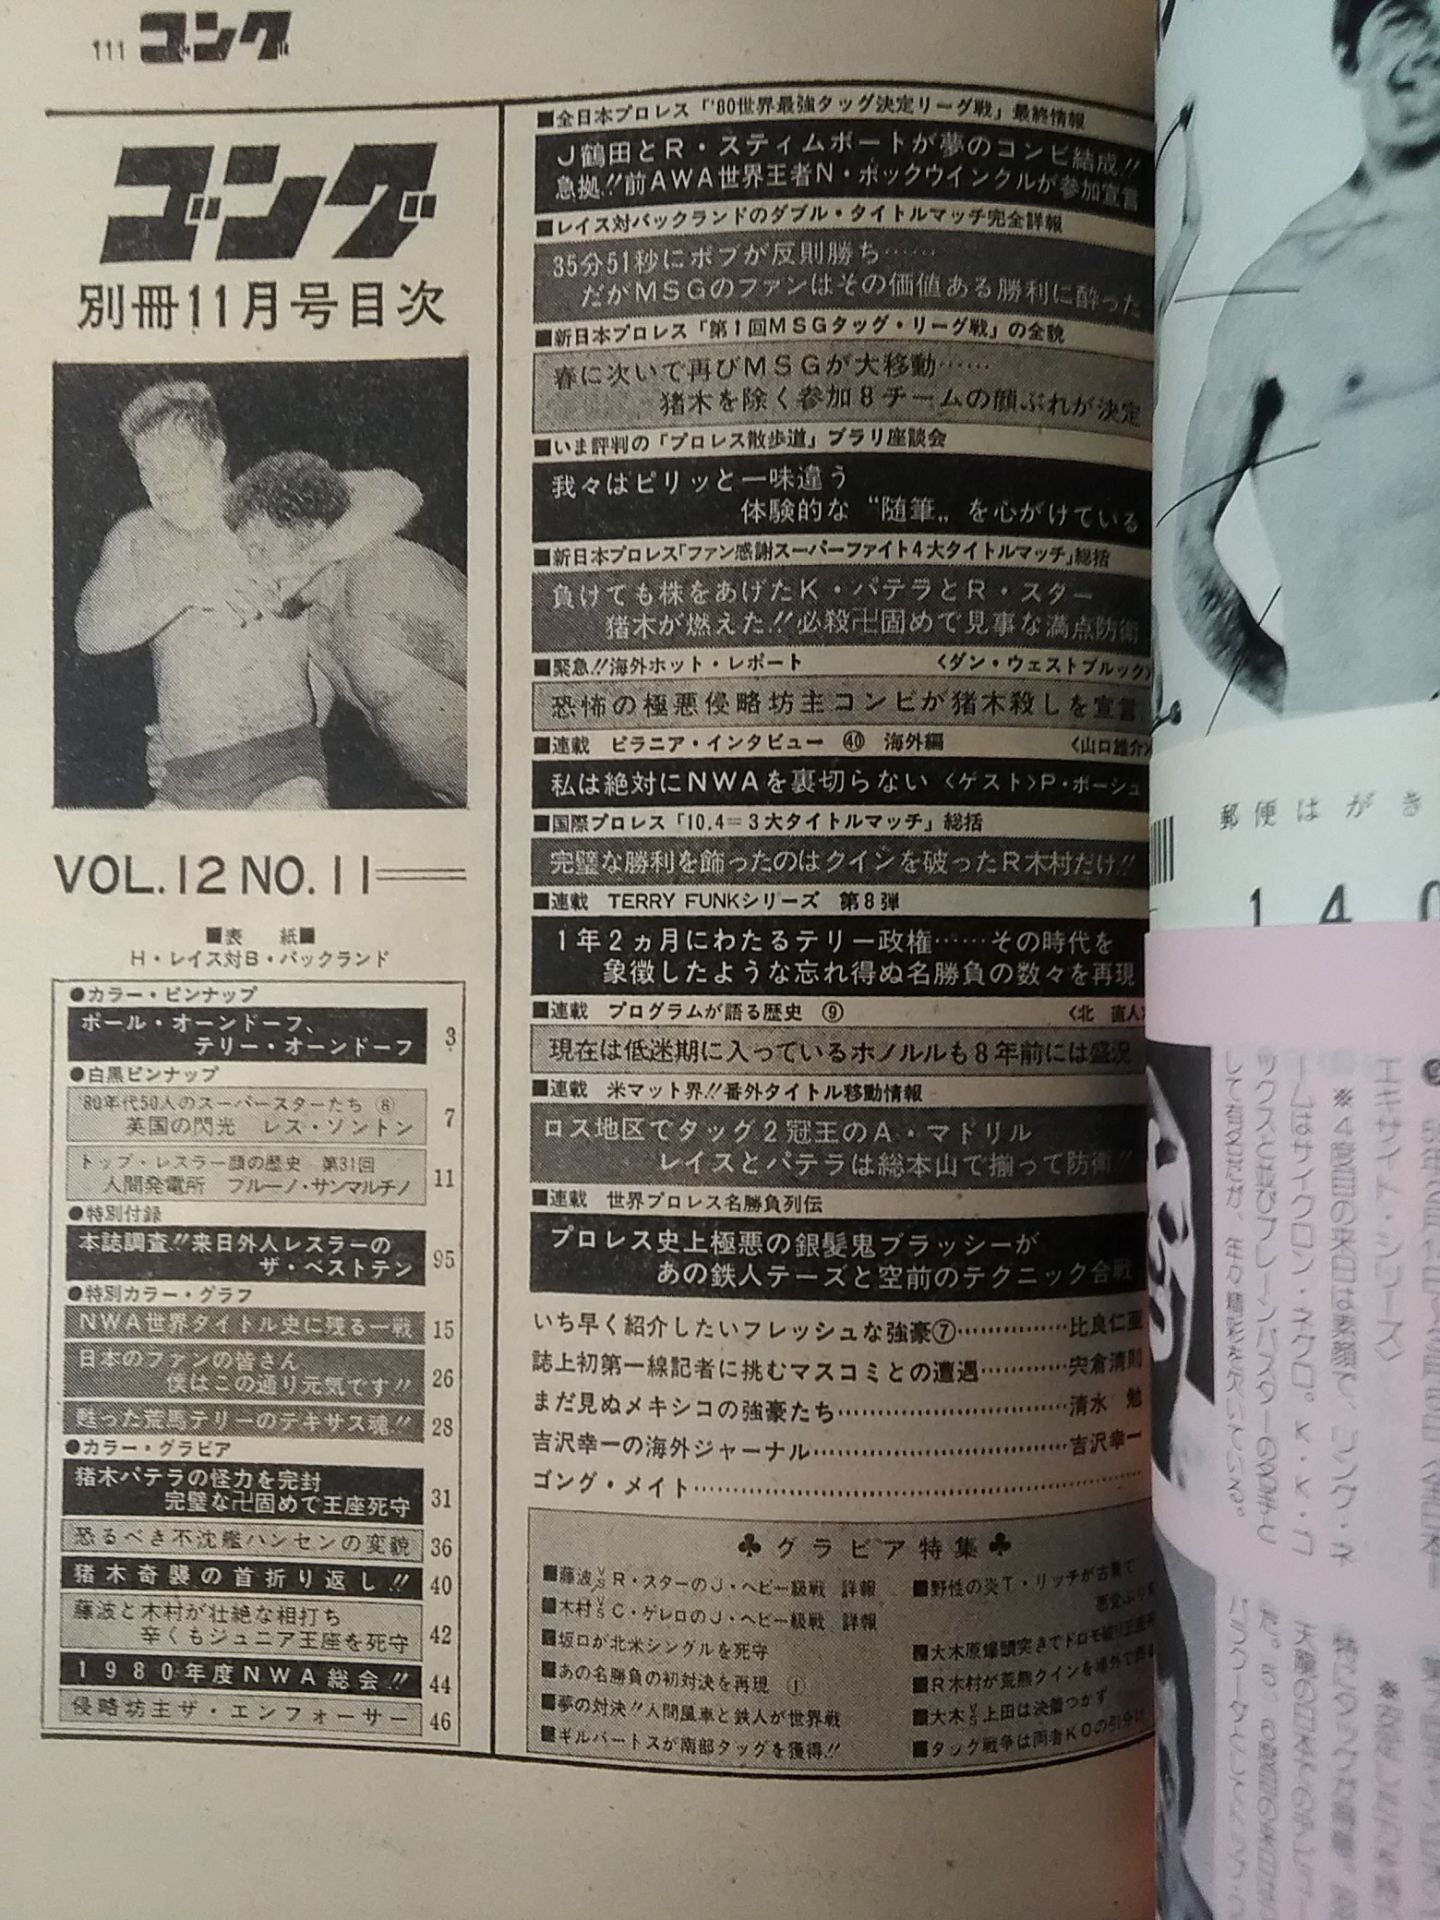 111 ゴング
ゴング
別冊11月号目次
VOL.12 NO.11
■表　紙■
H・レイス対B・バックランド
●カラー・ピンナップ
ポール・オーンドーフ、
テリー・オーンドーフ 3
●白黒ピンナップ
'80年代50人のスーパースターたち ⑧
英国の閃光　レス・ソントン 7
トップ・レスラー顔の歴史　第31回
人間発電所　ブルーノ・サンマルチノ 11
●特別付録
本誌調査!!来日外人レスラーの
ザ・ベストテン 95
●特別カラー・グラフ
NWA世界タイトル史に残る一戦 15
日本のファンの皆さん
僕はこの通り元気です!! 26
甦った荒馬テリーのテキサス魂!! 28
●カラー・グラビア
猪木パテラの怪力を完封
完璧な卍固めで王座死守 31
恐るべき不沈艦ハンセンの変貌 36
猪木奇襲の首折り返し!! 40
藤波と木村が壮絶な相打ち
辛くもジュニア王座を死守 42
1980年度NWA総会!! 44
侵略坊主ザ・エンフォーサー 46
■全日本プロレス「'80世界最強タッグ決定リーグ戦」最終情報
J鶴田とR・スティムボートが夢のコンビ結成!!
急拠!!前AWA世界王者N・ボックウインクルが参加宣言
■レイス対バックランドのダブル・タイトルマッチ完全詳報
35分51秒にボブが反則勝ち……
だがMSGのファンはその価値ある勝利に酔った
■新日本プロレス「第1回MSGタッグ・リーグ戦」の全貌
春に次いで再びMSGが大移動……
猪木を除く参加8チームの顔ぶれが決定
■いま評判の「プロレス散歩道」ブラリ座談会
我々はピリッと一味違う
体験的な“随筆„を心がけている
■新日本プロレス「ファン感謝スーパーファイト4大タイトルマッチ」総括
負けても株をあげたK・パテラとR・スター
猪木が燃えた!!必殺卍固めで見事な満点防衛
■緊急!!海外ホット・レポート　〈ダン・ウェストブルック〉
恐怖の極悪侵略坊主コンビが猪木殺しを宣言
■連載　ピラニア・インタビュー ㊵ 海外編　〈山口雄介〉
私は絶対にNWAを裏切らない〈ゲスト〉P・ボーシュ
■国際プロレス「10.4=3大タイトルマッチ」総括
完璧な勝利を飾ったのはクインを破ったR木村だけ!!
■連載　TERRY FUNKシリーズ　第8弾
1年2ヵ月にわたるテリー政権……その時代を
象徴したような忘れ得ぬ名勝負の数々を再現
■連載　プログラムが語る歴史 ⑨　〈北　直人〉
現在は低迷期に入っているホノルルも8年前には盛況
■連載　米マット界!!番外タイトル移動情報
ロス地区でタッグ2冠王のA・マドリル
レイスとパテラは総本山で揃って防衛!!
■連載　世界プロレス名勝負列伝
プロレス史上極悪の銀髪鬼ブラッシーが
あの鉄人テーズと空前のテクニック合戦
いち早く紹介したいフレッシュな強豪⑦……………比良仁亜
誌上初第一線記者に挑むマスコミとの遭遇…………宍倉清則
まだ見ぬメキシコの強豪たち…………………………清水　勉
吉沢幸一の海外ジャーナル……………………………吉沢幸一
ゴング・メイト…………………………………………
♣グラビア特集♣
■藤波VSR・スターのJ・ヘビー級戦　詳報
■木村VSC・ゲレロのJ・ヘビー級戦　詳報
■坂口が北米シングルを死守
■あの名勝負の初対決を再現 ①
■夢の対決!!人間風車と鉄人が世界戦
■ギルバートスが南部タッグを獲得!!
■野性の炎T・リッチが古巣で
■大木原爆頭突きでドロモ
■R木村が荒熊クインを場外で
■大木VS上田は決着つかず
■タッグ戦争は両者KOの引分け
郵便はがき
140